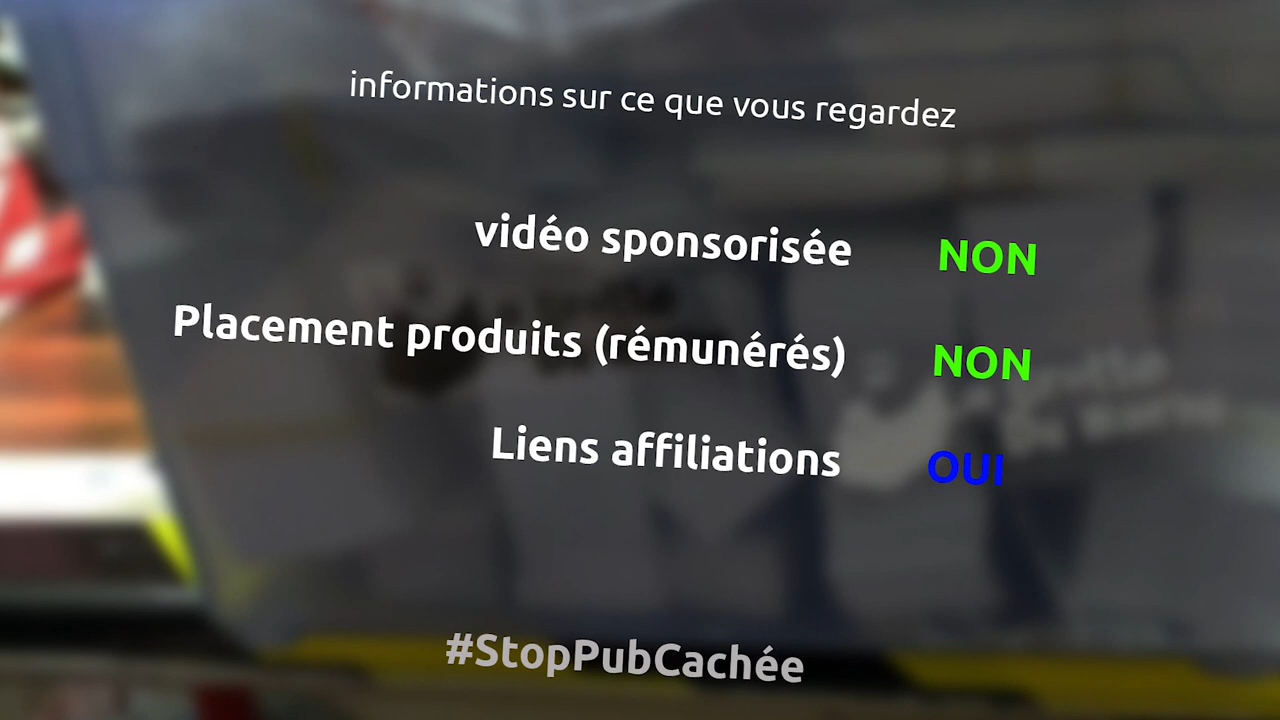 informations sur ce que vous regardez
vidéo sponsorisée NON
Placement produits (rémunérés) NON
Liens affiliations OUI
#StopPubCachée